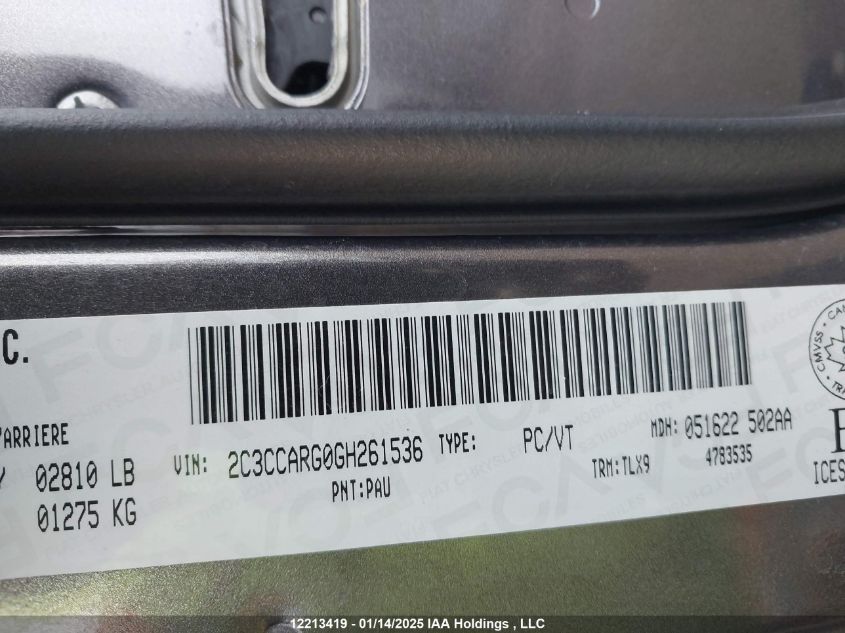 C.
ARRIERE
02810 LB
01275 KG
VIN: 2C3CCARG0GH261536 TYPE: PC/VT MDH: 051622 502AA
PNT:PAU TRM:TLX9 4783535
CMVSS
ICES
12213419 - 01/14/2025 IAA Holdings , LLC